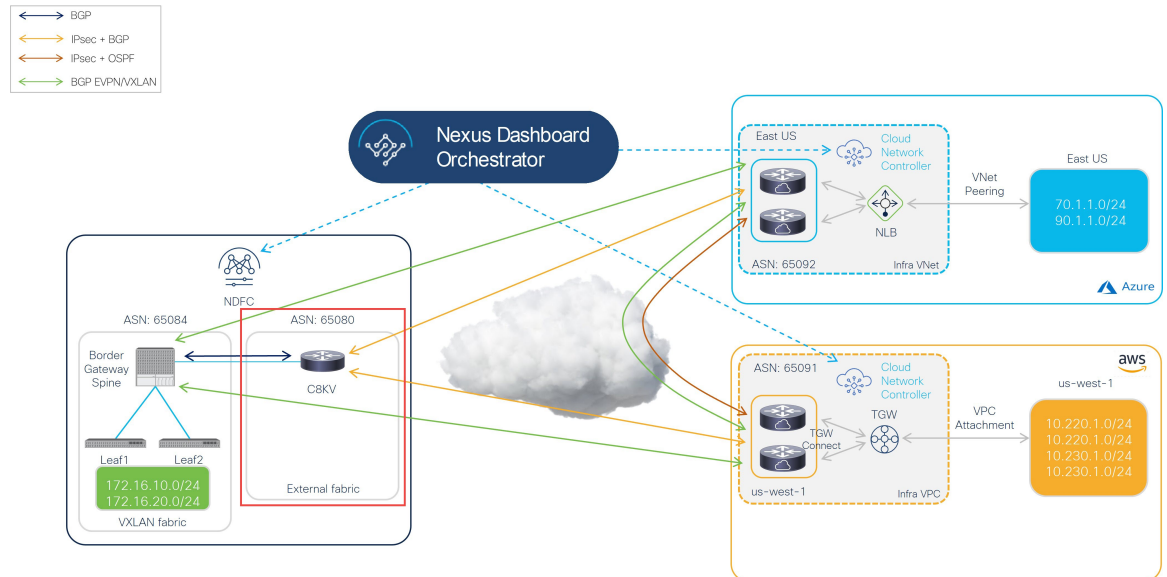 BGP
IPsec + BGP
IPsec + OSPF
BGP EVPN/VXLAN
Nexus Dashboard
Orchestrator
East US
Cloud
Network
Controller
NLB
ASN: 65092
Infra VNet
VNet
Peering
East US
70.1.1.0/24
90.1.1.0/24
Azure
NDFC
ASN: 65084
Border
Gateway
Spine
Leaf1
Leaf2
172.16.10.0/24
172.16.20.0/24
VXLAN fabric
ASN: 65080
C8KV
External fabric
ASN: 65091
Cloud
Network
Controller
TGW
TGW
Connect
us-west-1
Infra VPC
VPC
Attachment
aws
us-west-1
10.220.1.0/24
10.220.1.0/24
10.230.1.0/24
10.230.1.0/24